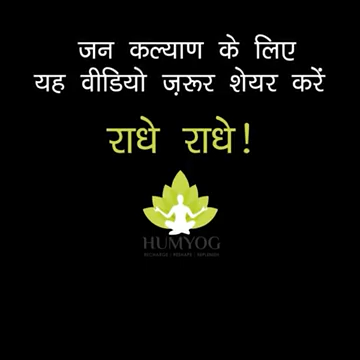 जन कल्याण के लिए
यह वीडियो ज़रूर शेयर करें
राधे राधे!
HUMYOG